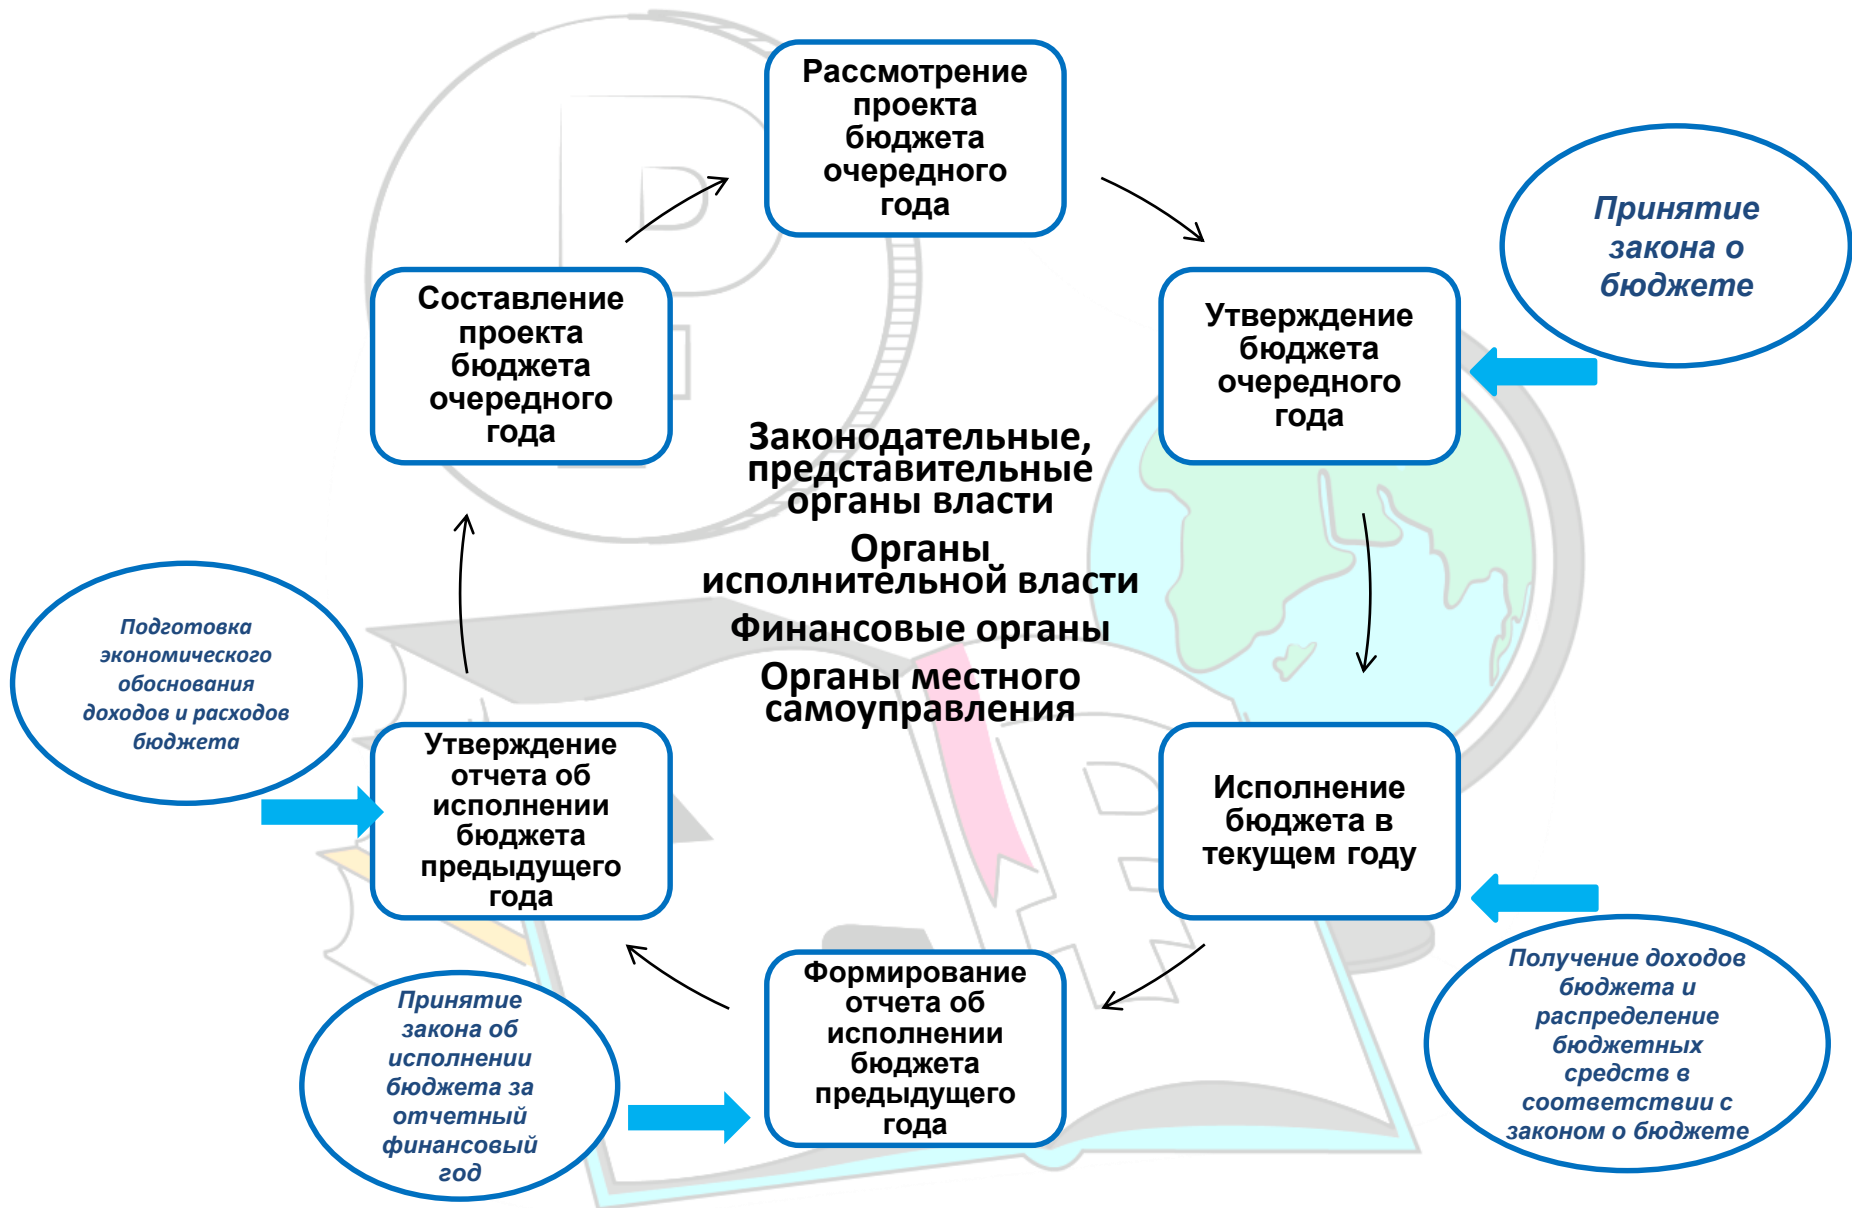 Рассмотрение
проекта
бюджета
очередного
года
Принятие
закона о
бюджете
Составление
проекта
бюджета
очередного
года
Утверждение
бюджета
очередного
года
Законодательные,
представительные
органы власти
Органы
исполнительной власти
Финансовые органы
Органы местного
самоуправления
Подготовка
экономического
обоснования
доходов и расходов
бюджета
Утверждение
отчета об
исполнении
бюджета
предыдущего
года
Исполнение
бюджета в
текущем году
Формирование
отчета об
исполнении
бюджета
предыдущего
года
Принятие
закона об
исполнении
бюджета за
отчетный
финансовый
год
Получение доходов
бюджета и
распределение
бюджетных
средств в
соответствии с
законом о бюджете